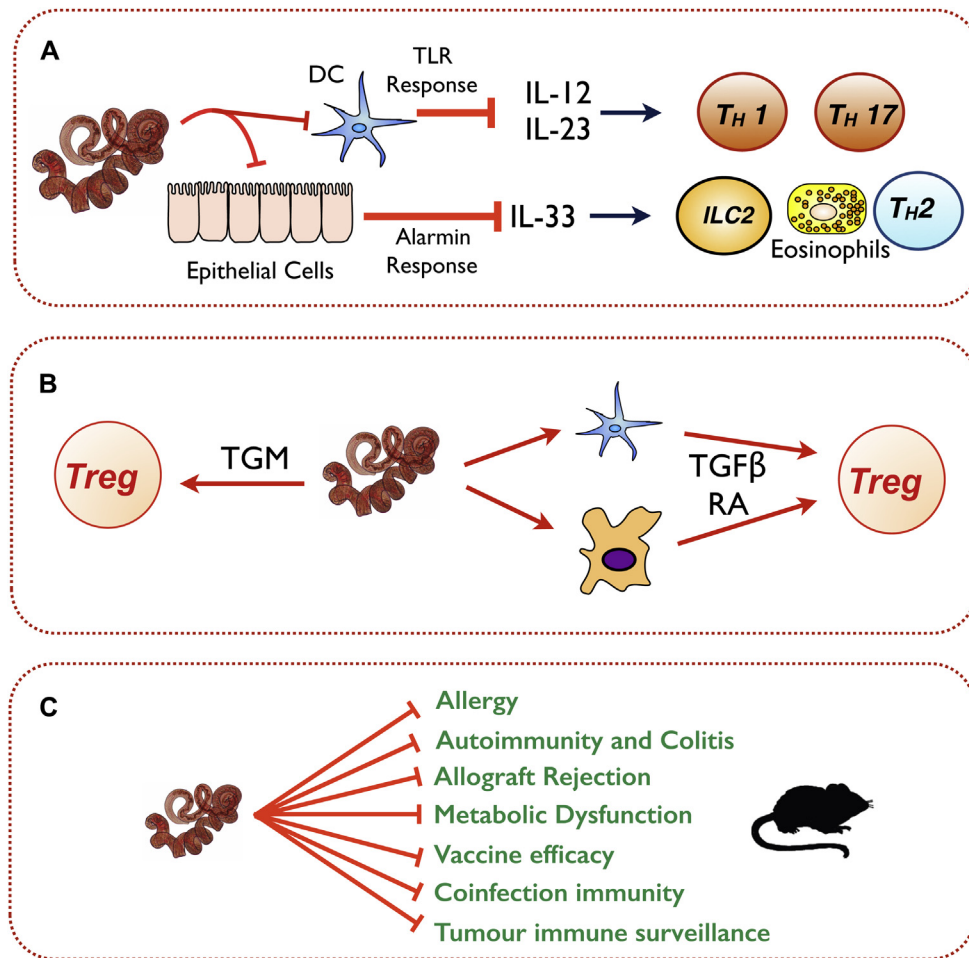 A
DC
TLR
Response
IL-12
IL-23
TH 1
TH 17
Epithelial Cells
Alarmin
Response
IL-33
ILC2
Eosinophils
TH2
B
Treg
TGM
TGFβ
RA
Treg
C
Allergy
Autoimmunity and Colitis
Allograft Rejection
Metabolic Dysfunction
Vaccine efficacy
Coinfection immunity
Tumour immune surveillance